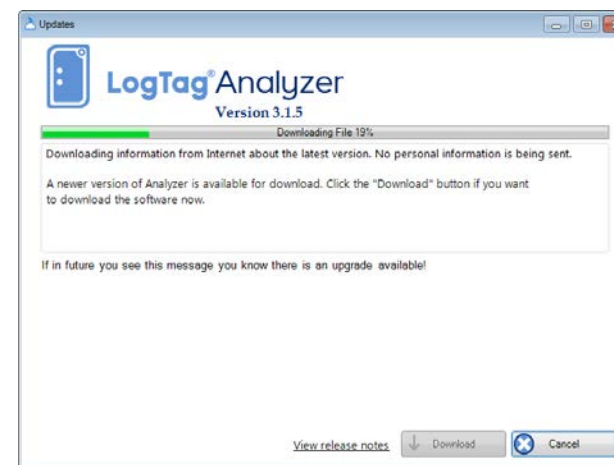 Updates
LogTag® Analyzer
Version 3.1.5
Downloading File 19%
Downloading information from Internet about the latest version. No personal information is being sent.
A newer version of Analyzer is available for download. Click the "Download" button if you want
to download the software now.
If in future you see this message you know there is an upgrade available!
View release notes
Download
Cancel